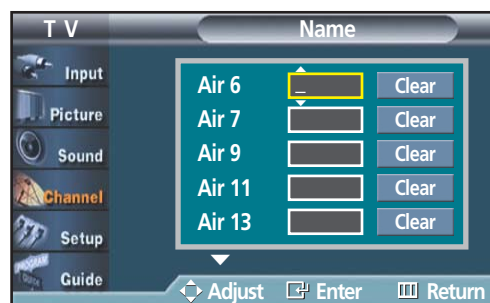 T V
Name
Input
Picture
Sound
Channel
Setup
Guide
Air 6 _ Clear
Air 7 Clear
Air 9 Clear
Air 11 Clear
Air 13 Clear
Adjust Enter Return